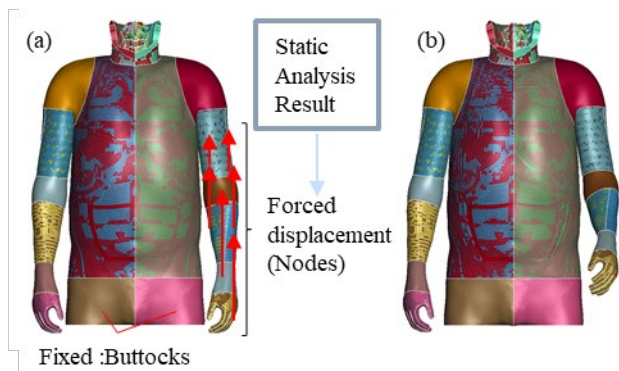 (a)
Static
Analysis
Result
(b)
Forced
displacement
(Nodes)
Fixed :Buttocks